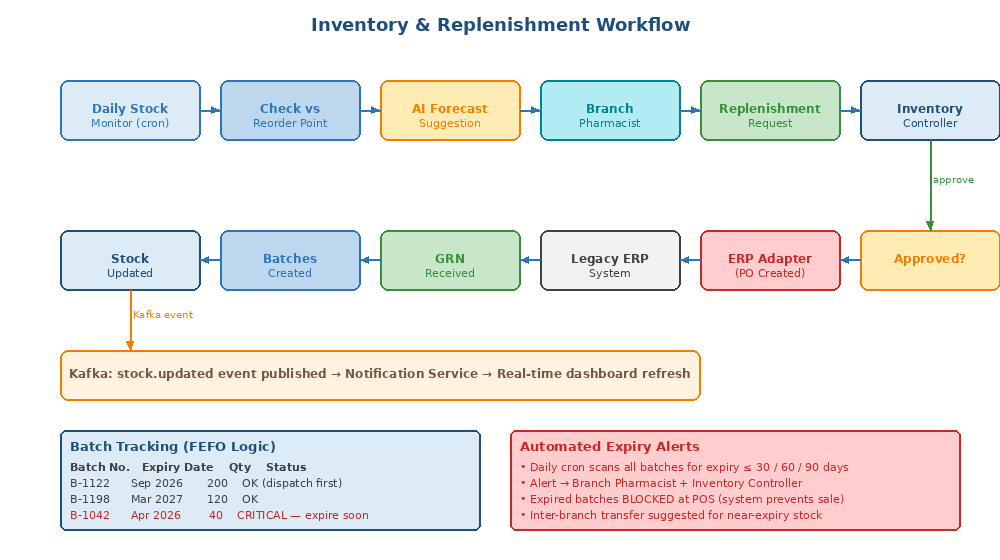 Inventory & Replenishment Workflow
Daily Stock
Monitor (cron)
Check vs
Reorder Point
AI Forecast
Suggestion
Branch
Pharmacist
Replenishment
Request
Inventory
Controller
approve
Stock
Updated
Batches
Created
GRN
Received
Legacy ERP
System
ERP Adapter
(PO Created)
Approved?
Kafka event
Kafka: stock.updated event published → Notification Service → Real-time dashboard refresh
Batch Tracking (FEFO Logic)
Batch No. Expiry Date Qty Status
B-1122 Sep 2026 200 OK (dispatch first)
B-1198 Mar 2027 120 OK
B-1042 Apr 2026 40 CRITICAL — expire soon
Automated Expiry Alerts
• Daily cron scans all batches for expiry ≤ 30 / 60 / 90 days
• Alert → Branch Pharmacist + Inventory Controller
• Expired batches BLOCKED at POS (system prevents sale)
• Inter-branch transfer suggested for near-expiry stock